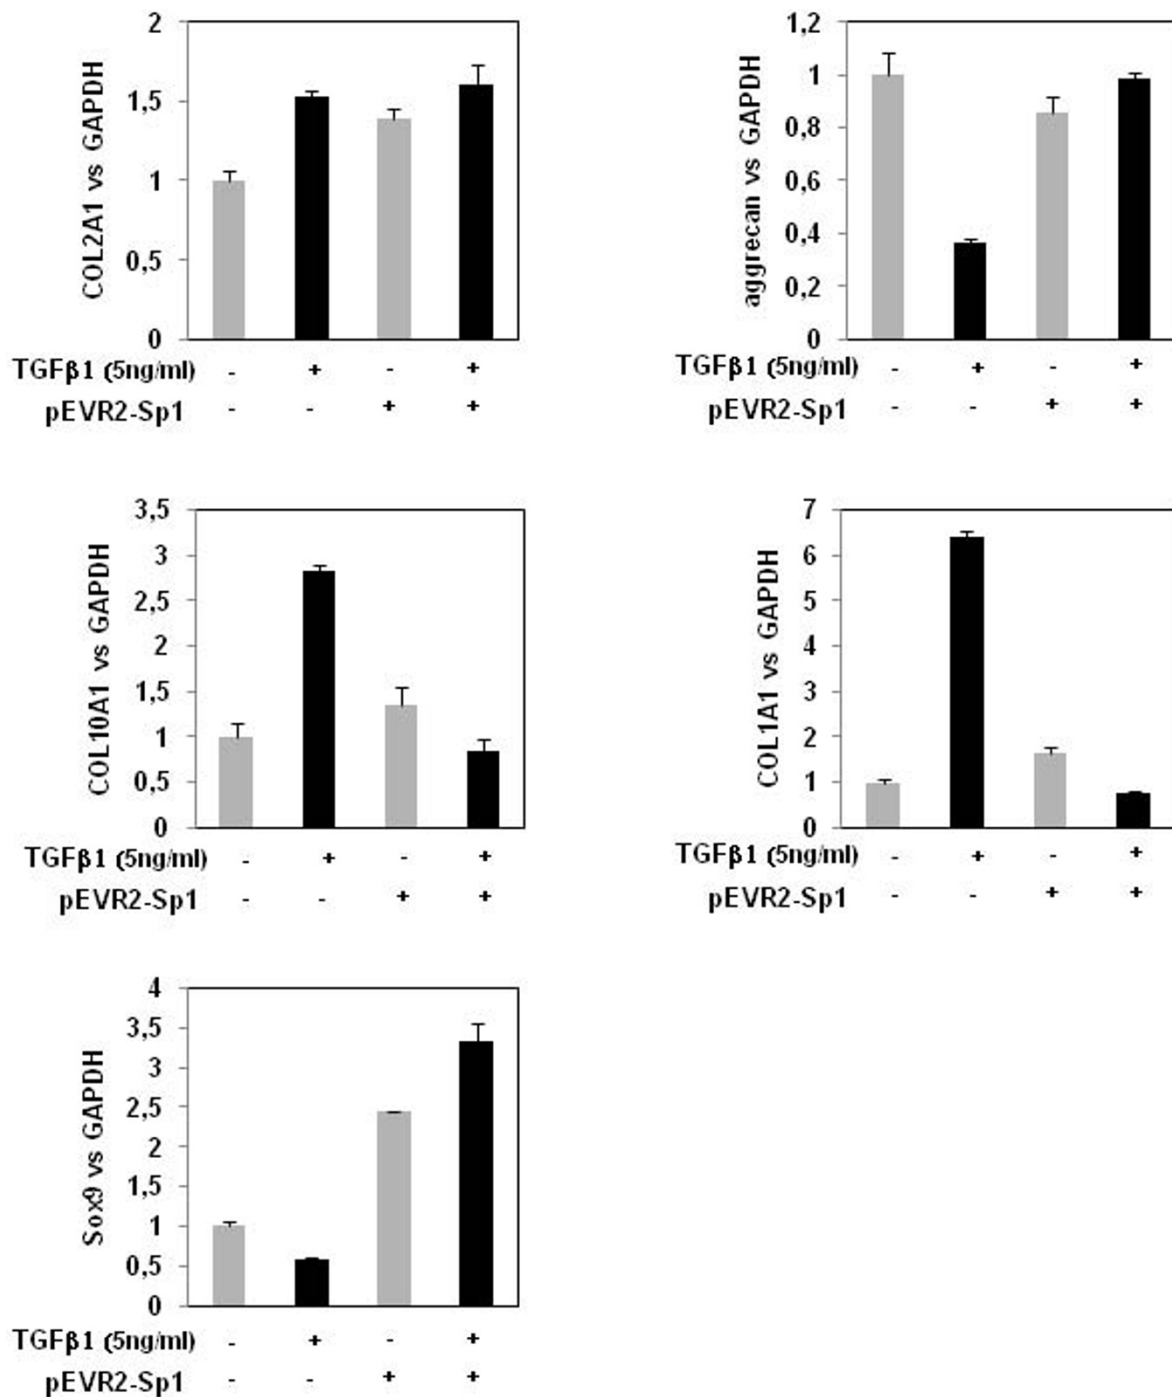 COL2A1 vs GAPDH
2
1,5
1
0,5
0
TGFβ1 (5ng/ml) - + - +
pEVR2-Sp1 - - + +
aggrecan vs GAPDH
1,2
1
0,8
0,6
0,4
0,2
0
TGFβ1 (5ng/ml) - + - +
pEVR2-Sp1 - - + +
COL10A1 vs GAPDH
3,5
3
2,5
2
1,5
1
0,5
0
TGFβ1 (5ng/ml) - + - +
pEVR2-Sp1 - - + +
COL1A1 vs GAPDH
7
6
5
4
3
2
1
0
TGFβ1 (5ng/ml) - + - +
pEVR2-Sp1 - - + +
Sox9 vs GAPDH
4
3,5
3
2,5
2
1,5
1
0,5
0
TGFβ1 (5ng/ml) - + - +
pEVR2-Sp1 - - + +